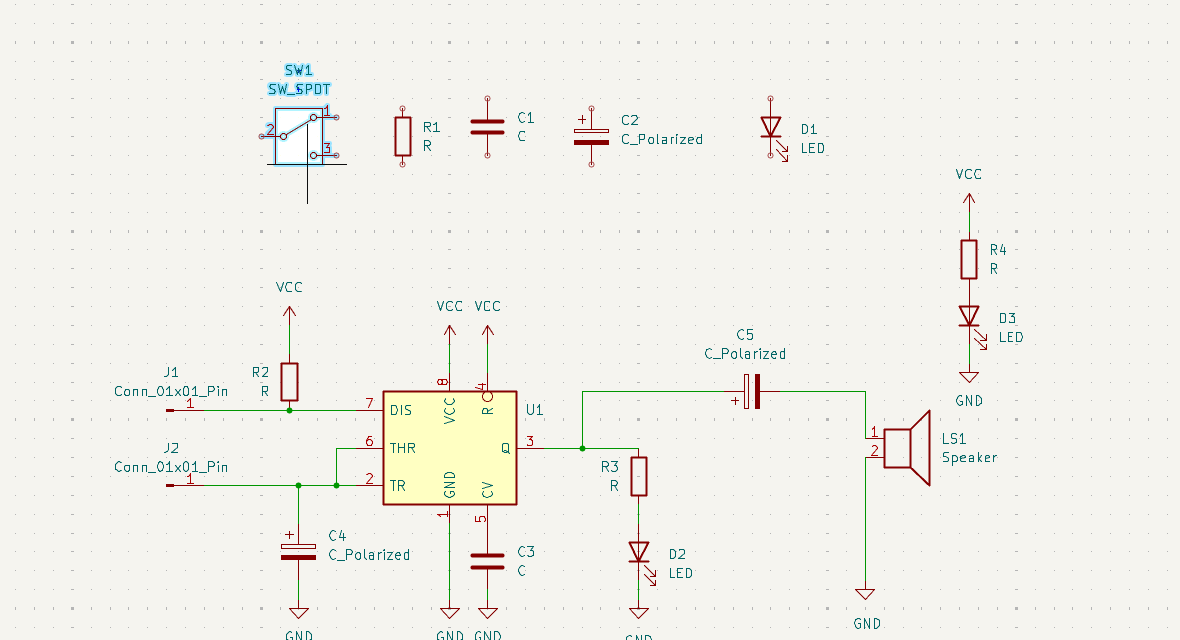 SW1
SW_SPDT
1
2
3
R1
R
C1
C
C2
C_Polarized
D1
LED
VCC
R4
R
D3
LED
GND
VCC
VCC
VCC
R2
R
J1
Conn_01x01_Pin
1
J2
Conn_01x01_Pin
1
7
6
2
8
4
DIS
THR
TR
VCC
R
GND
CV
Q
U1
3
1
5
C5
C_Polarized
+
1
2
LS1
Speaker
R3
R
+
C4
C_Polarized
C3
C
D2
LED
GND
GND
GND
GND
GND